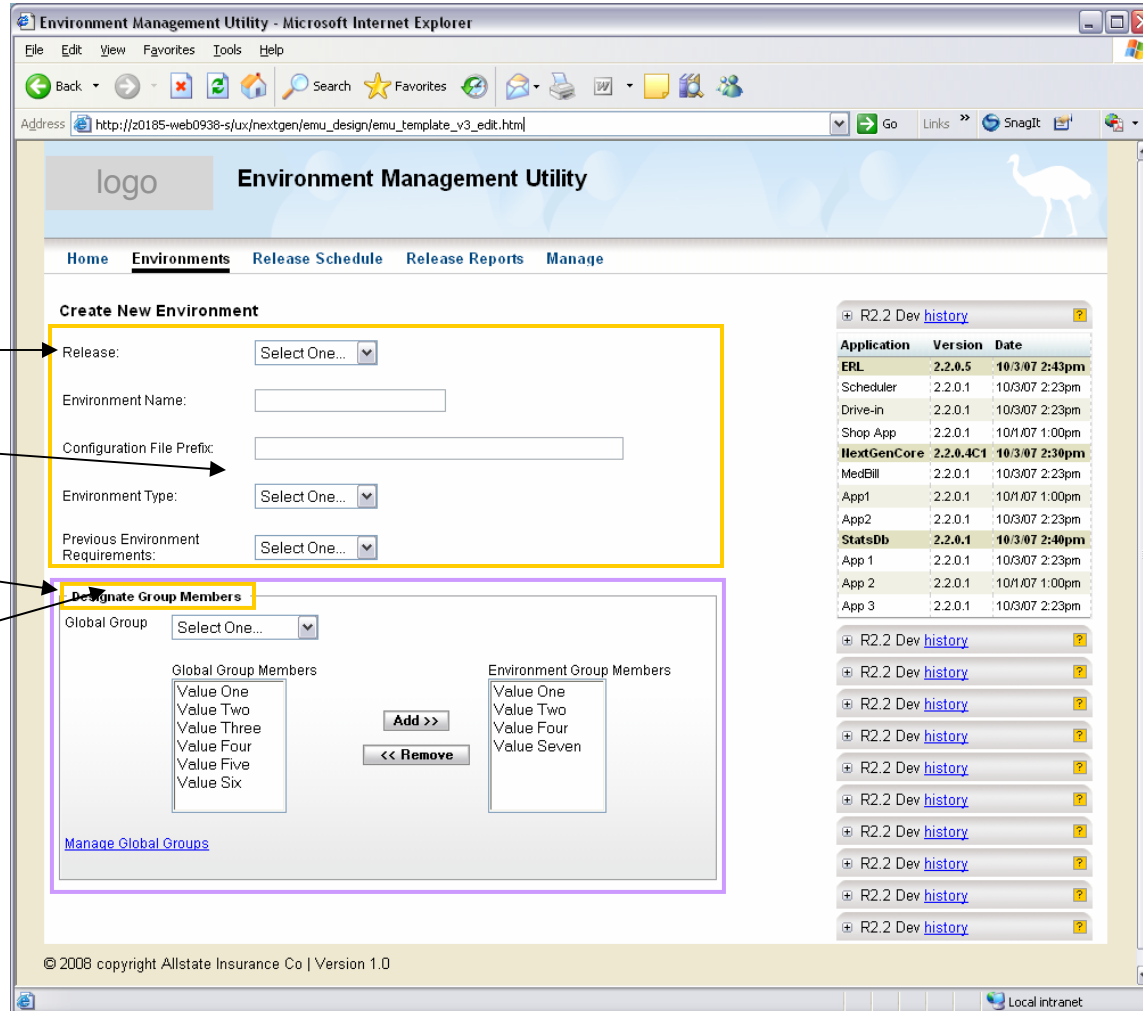 Environment Management Utility - Microsoft Internet Explorer
File Edit View Favorites Tools Help
Back Search Favorites
Address http://z0185-web0938-s/ux/nextgen/emu_design/emu_template_v3_edit.htm Go Links » SnagIt
logo
Environment Management Utility
Home Environments Release Schedule Release Reports Manage
Create New Environment
Release: Select One...
Environment Name:
Configuration File Prefix:
Environment Type: Select One...
Previous Environment
Requirements: Select One...
Designate Group Members
Global Group Select One...
Global Group Members
Value One
Value Two
Value Three
Value Four
Value Five
Value Six
Add >>
<< Remove
Environment Group Members
Value One
Value Two
Value Four
Value Seven
Manage Global Groups
R2.2 Dev history ?
Application Version Date
ERL 2.2.0.5 10/3/07 2:43pm
Scheduler 2.2.0.1 10/3/07 2:23pm
Drive-in 2.2.0.1 10/3/07 2:23pm
Shop App 2.2.0.1 10/1/07 1:00pm
NextGenCore 2.2.0.4C1 10/3/07 2:30pm
MedBill 2.2.0.1 10/3/07 2:23pm
App1 2.2.0.1 10/1/07 1:00pm
App2 2.2.0.1 10/3/07 2:23pm
StatsDb 2.2.0.1 10/3/07 2:40pm
App 1 2.2.0.1 10/3/07 2:23pm
App 2 2.2.0.1 10/1/07 1:00pm
App 3 2.2.0.1 10/3/07 2:23pm
R2.2 Dev history ?
R2.2 Dev history ?
R2.2 Dev history ?
R2.2 Dev history ?
R2.2 Dev history ?
R2.2 Dev history ?
R2.2 Dev history ?
R2.2 Dev history ?
R2.2 Dev history ?
R2.2 Dev history ?
© 2008 copyright Allstate Insurance Co | Version 1.0
Local intranet